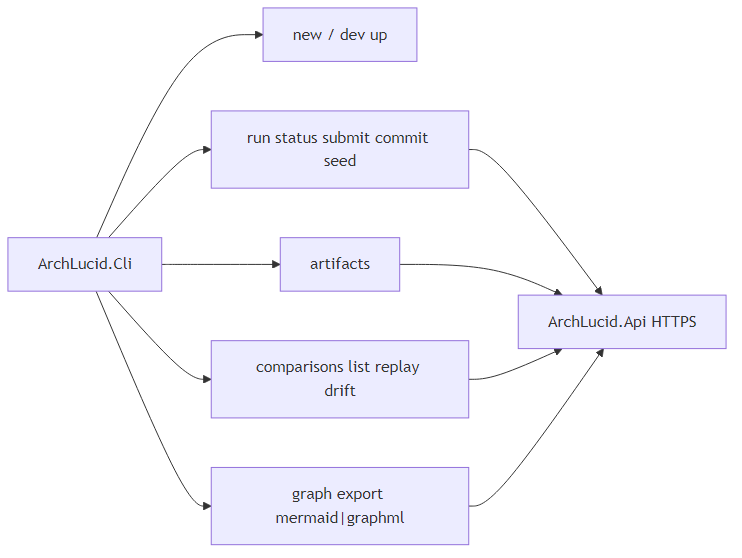 new / dev up
run status submit commit
seed
ArchLucid.Cli
artifacts
ArchLucid.Api HTTPS
comparisons list replay
drift
graph export
mermaid|graphml